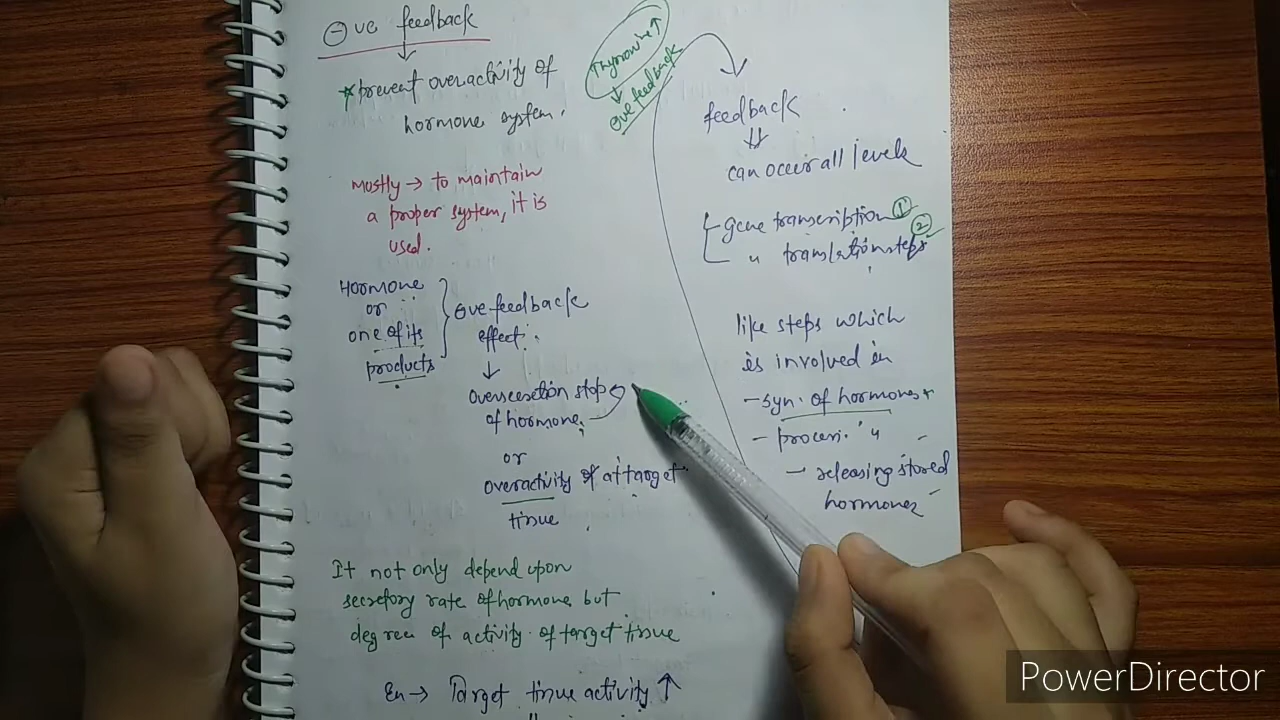 ⊖ve feedback
↓
*prevent overactivity of
hormone system.
Mostly → to maintain
a proper system, it is
used.
Hormone
or
one of its
products
⊖ve feedback
effect
↓
oversecretion stop
of hormone
or
overactivity of at target
tissue
It not only depend upon
secretory rate of hormone but
degree of activity of target tissue
En → Target tissue activity ↑
Thyroxine ↑
↓
⊖ve feedback
feedback
⇓
can occur all levels
gene transcription ①
" translation steps ②
like steps which
is involved in
- syn. of hormones
- process. "
- releasing stored
hormones
PowerDirector